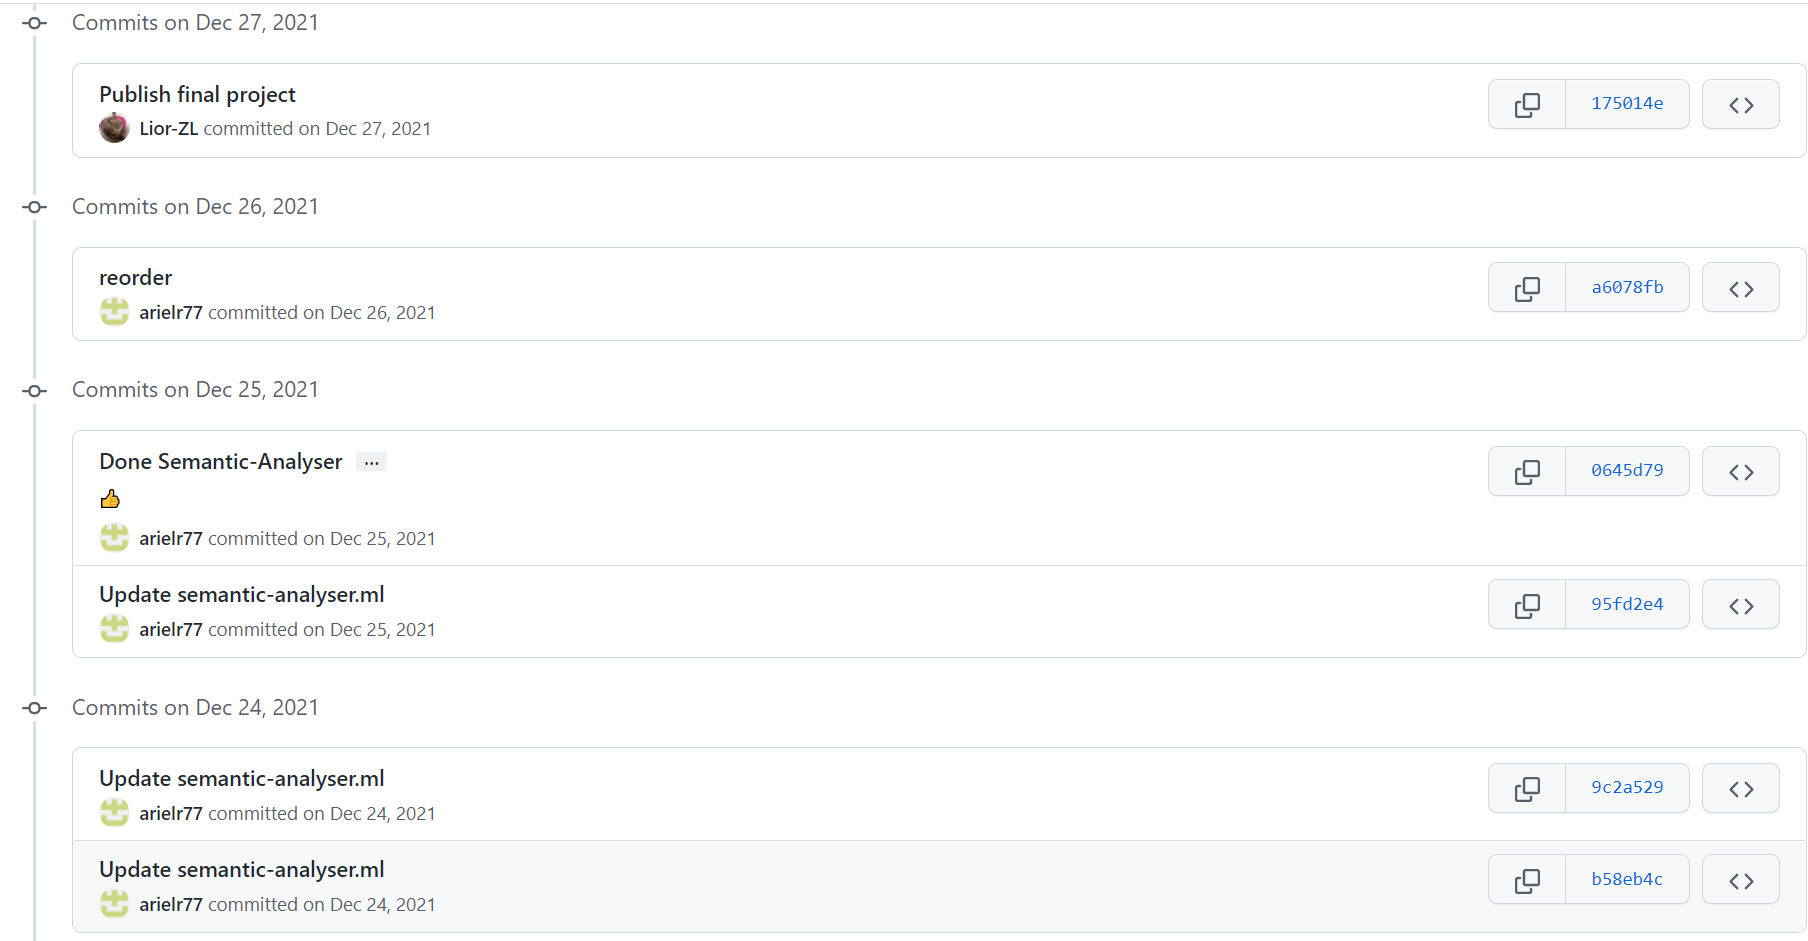 Commits on Dec 27, 2021
Publish final project
175014e
Lior-ZL committed on Dec 27, 2021
Commits on Dec 26, 2021
reorder
a6078fb
arielr77 committed on Dec 26, 2021
Commits on Dec 25, 2021
Done Semantic-Analyser ...
0645d79
👍
arielr77 committed on Dec 25, 2021
Update semantic-analyser.ml
95fd2e4
arielr77 committed on Dec 25, 2021
Commits on Dec 24, 2021
Update semantic-analyser.ml
9c2a529
arielr77 committed on Dec 24, 2021
Update semantic-analyser.ml
b58eb4c
arielr77 committed on Dec 24, 2021